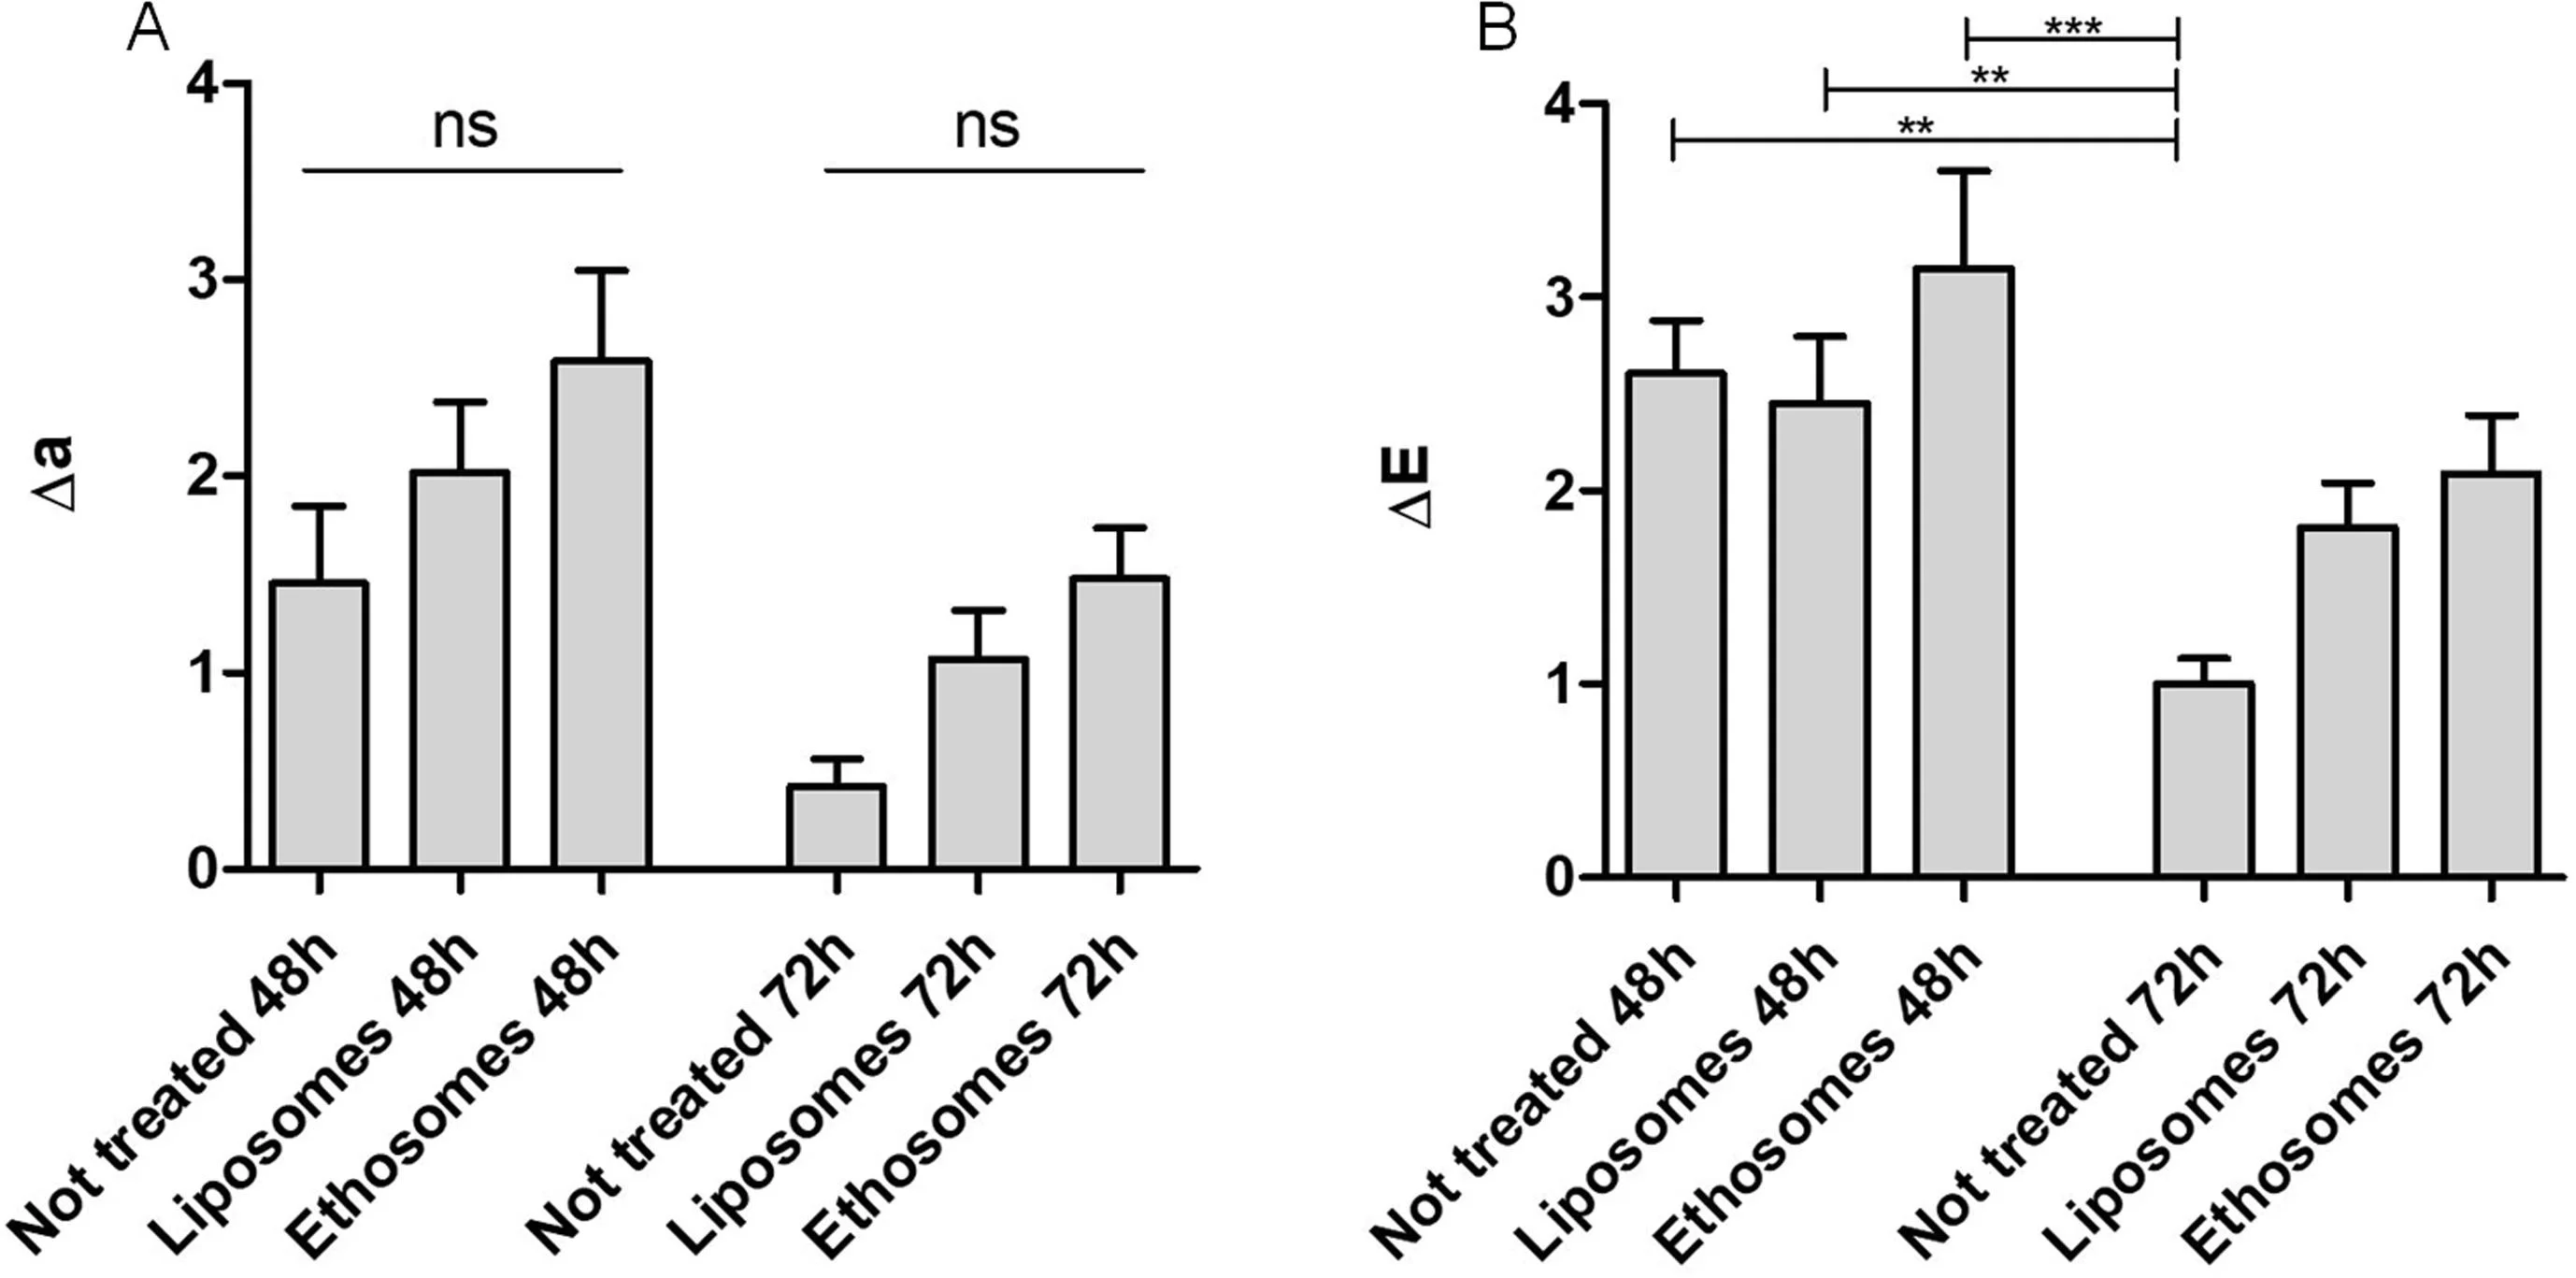 A
4
3
2
1
0
Δa
ns
ns
Not treated 48h
Liposomes 48h
Ethosomes 48h
Not treated 72h
Liposomes 72h
Ethosomes 72h
B
***
**
**
4
3
2
1
0
ΔE
Not treated 48h
Liposomes 48h
Ethosomes 48h
Not treated 72h
Liposomes 72h
Ethosomes 72h